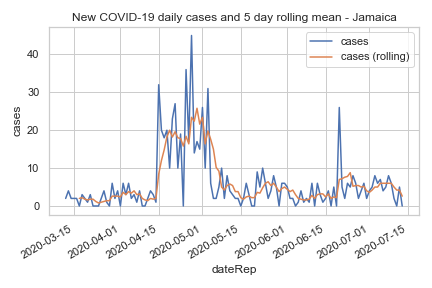 New COVID-19 daily cases and 5 day rolling mean - Jamaica
cases
cases (rolling)
40
30
20
10
0
cases
2020-03-15
2020-04-01
2020-04-15
2020-05-01
2020-05-15
2020-06-01
2020-06-15
2020-07-01
2020-07-15
dateRep